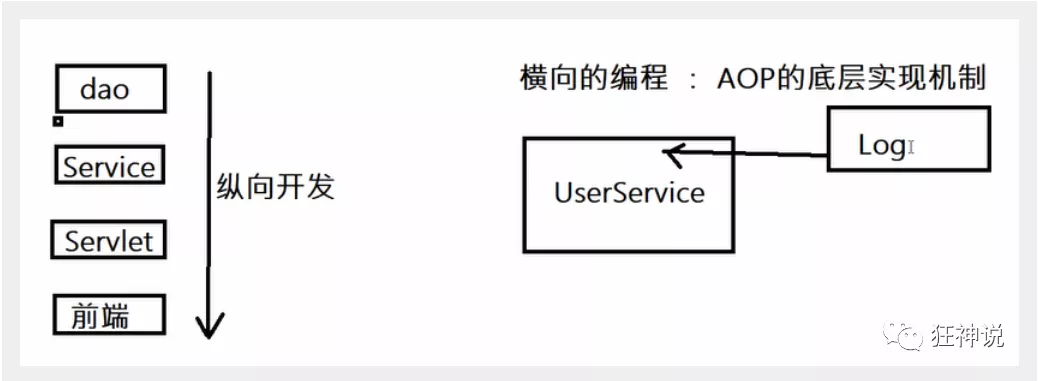 dao
Service
Servlet
前端
纵向开发
横向的编程 : AOP的底层实现机制
Log
UserService
狂神说